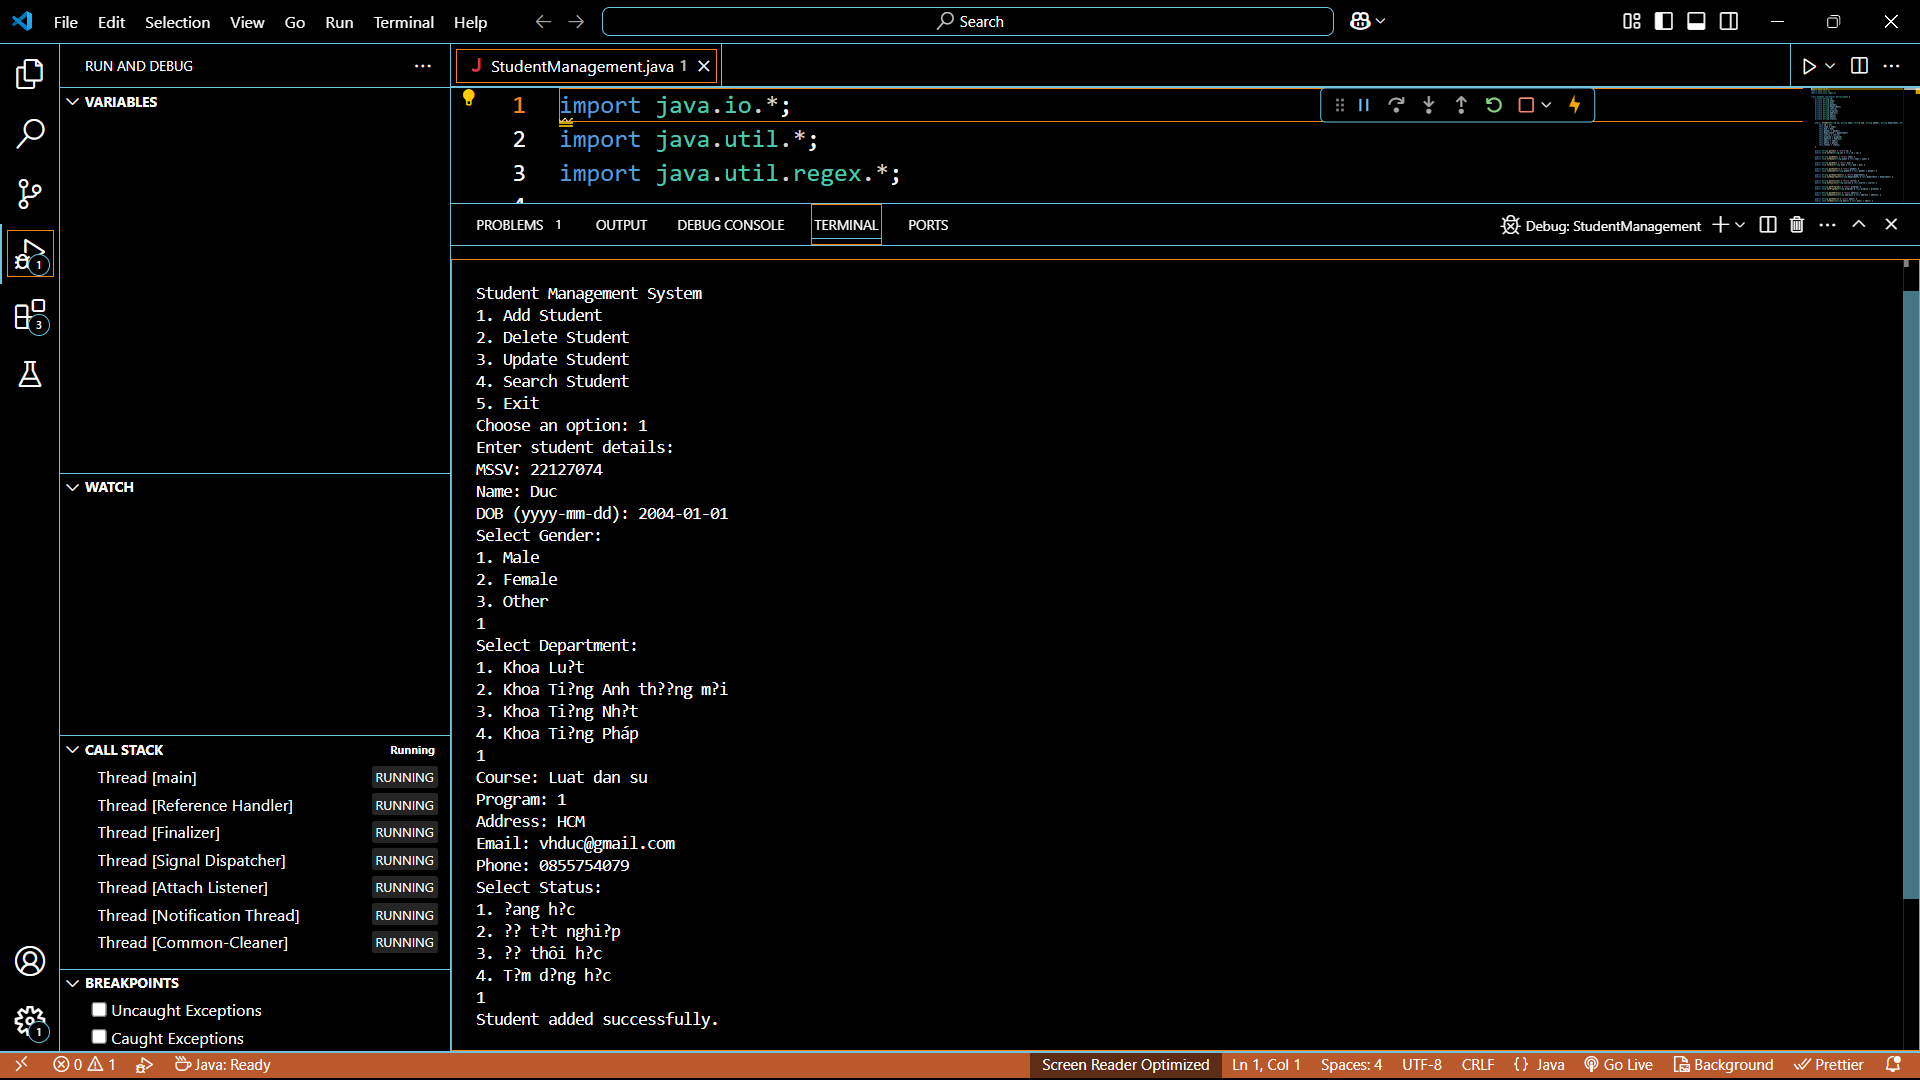 File Edit Selection View Go Run Terminal Help
Search
RUN AND DEBUG
VARIABLES
WATCH
CALL STACK Running
Thread [main] RUNNING
Thread [Reference Handler] RUNNING
Thread [Finalizer] RUNNING
Thread [Signal Dispatcher] RUNNING
Thread [Attach Listener] RUNNING
Thread [Notification Thread] RUNNING
Thread [Common-Cleaner] RUNNING
BREAKPOINTS
Uncaught Exceptions
Caught Exceptions
1
3
1
J StudentManagement.java 1
1 import java.io.*;
2 import java.util.*;
3 import java.util.regex.*;
PROBLEMS 1 OUTPUT DEBUG CONSOLE TERMINAL PORTS
Debug: StudentManagement
Student Management System
1. Add Student
2. Delete Student
3. Update Student
4. Search Student
5. Exit
Choose an option: 1
Enter student details:
MSSV: 22127074
Name: Duc
DOB (yyyy-mm-dd): 2004-01-01
Select Gender:
1. Male
2. Female
3. Other
1
Select Department:
1. Khoa Lu?t
2. Khoa Ti?ng Anh th??ng m?i
3. Khoa Ti?ng Nh?t
4. Khoa Ti?ng Pháp
1
Course: Luat dan su
Program: 1
Address: HCM
Email: vhduc@gmail.com
Phone: 0855754079
Select Status:
1. ?ang h?c
2. ?? t?t nghi?p
3. ?? thôi h?c
4. T?m d?ng h?c
1
Student added successfully.
0 1 Java: Ready
Screen Reader Optimized Ln 1, Col 1 Spaces: 4 UTF-8 CRLF {} Java Go Live Background Prettier